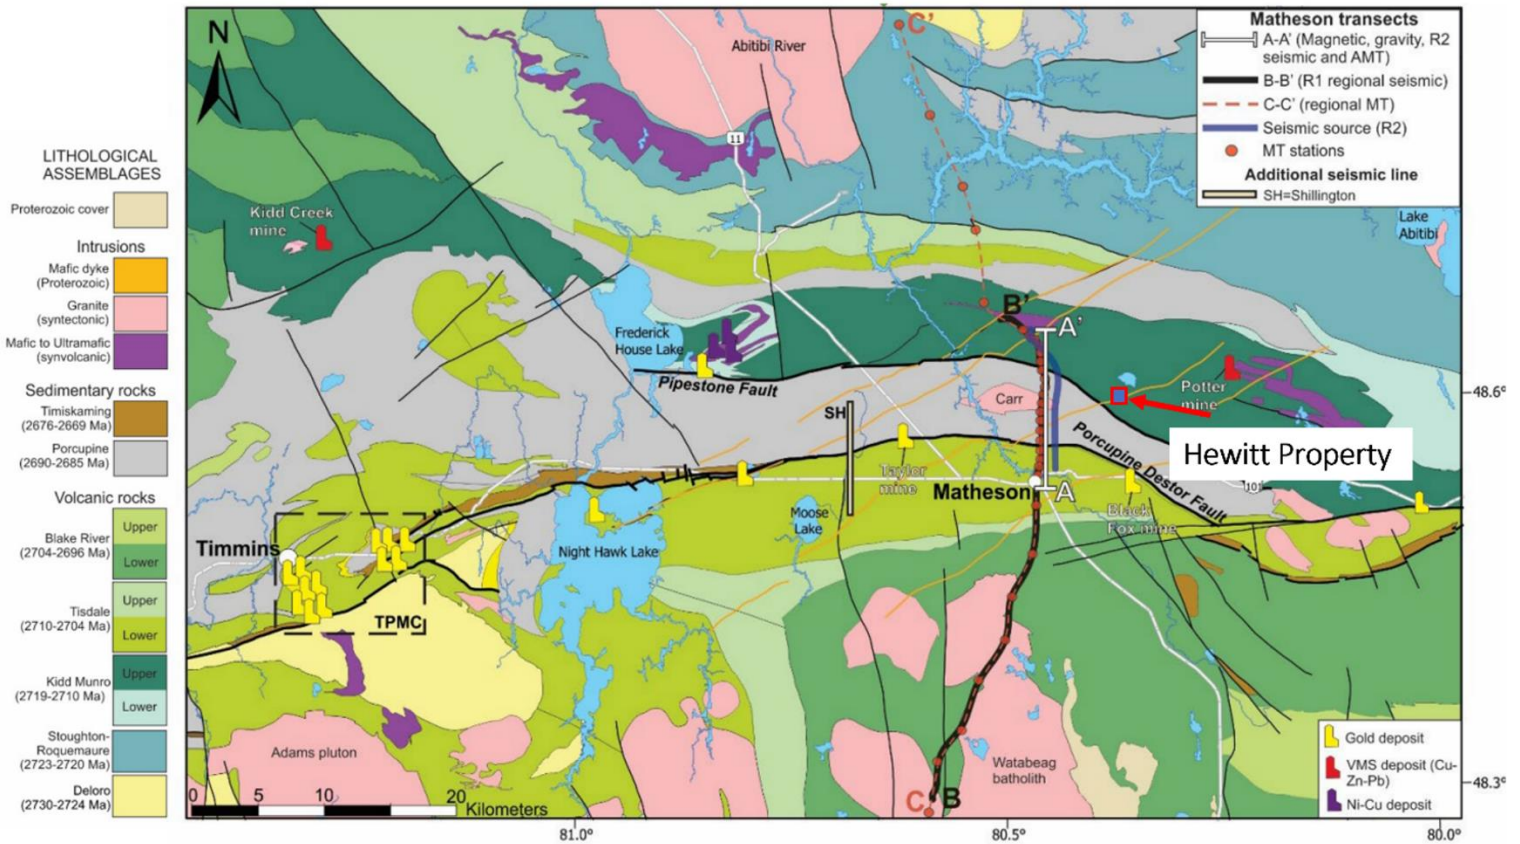 N
C'
Abitibi River
11
Matheson transects
A-A' (Magnetic, gravity, R2
seismic and AMT)
B-B' (R1 regional seismic)
C-C' (regional MT)
Seismic source (R2)
MT stations
Additional seismic line
SH=Shillington
LITHOLOGICAL
ASSEMBLAGES
Proterozoic cover
Intrusions
Mafic dyke
(Proterozoic)
Granite
(syntectonic)
Mafic to Ultramafic
(synvolcanic)
Sedimentary rocks
Timiskaming
(2676-2669 Ma)
Porcupine
(2690-2685 Ma)
Volcanic rocks
Upper
Blake River
(2704-2696 Ma)
Lower
Upper
Tisdale
(2710-2704 Ma)
Lower
Upper
Kidd Munro
(2719-2710 Ma)
Lower
Stoughton-
Roquemaure
(2723-2720 Ma)
Deloro
(2730-2724 Ma)
Kidd Creek
mine
Lake
Abitibi
B'
A'
Frederick
House Lake
Pipestone Fault
Potter
mine
48.6°
Carr
SH
Hewitt Property
Porcupine Destor Fault
Taylor
mine
Matheson
A
101
Black
Fox mine
Moose
Lake
Timmins
Night Hawk Lake
TPMC
Adams pluton
Watabeag
batholith
Gold deposit
VMS deposit (Cu-
Zn-Pb)
Ni-Cu deposit
48.3°
0 5 10 20
Kilometers
C
B
81.0°
80.5°
80.0°